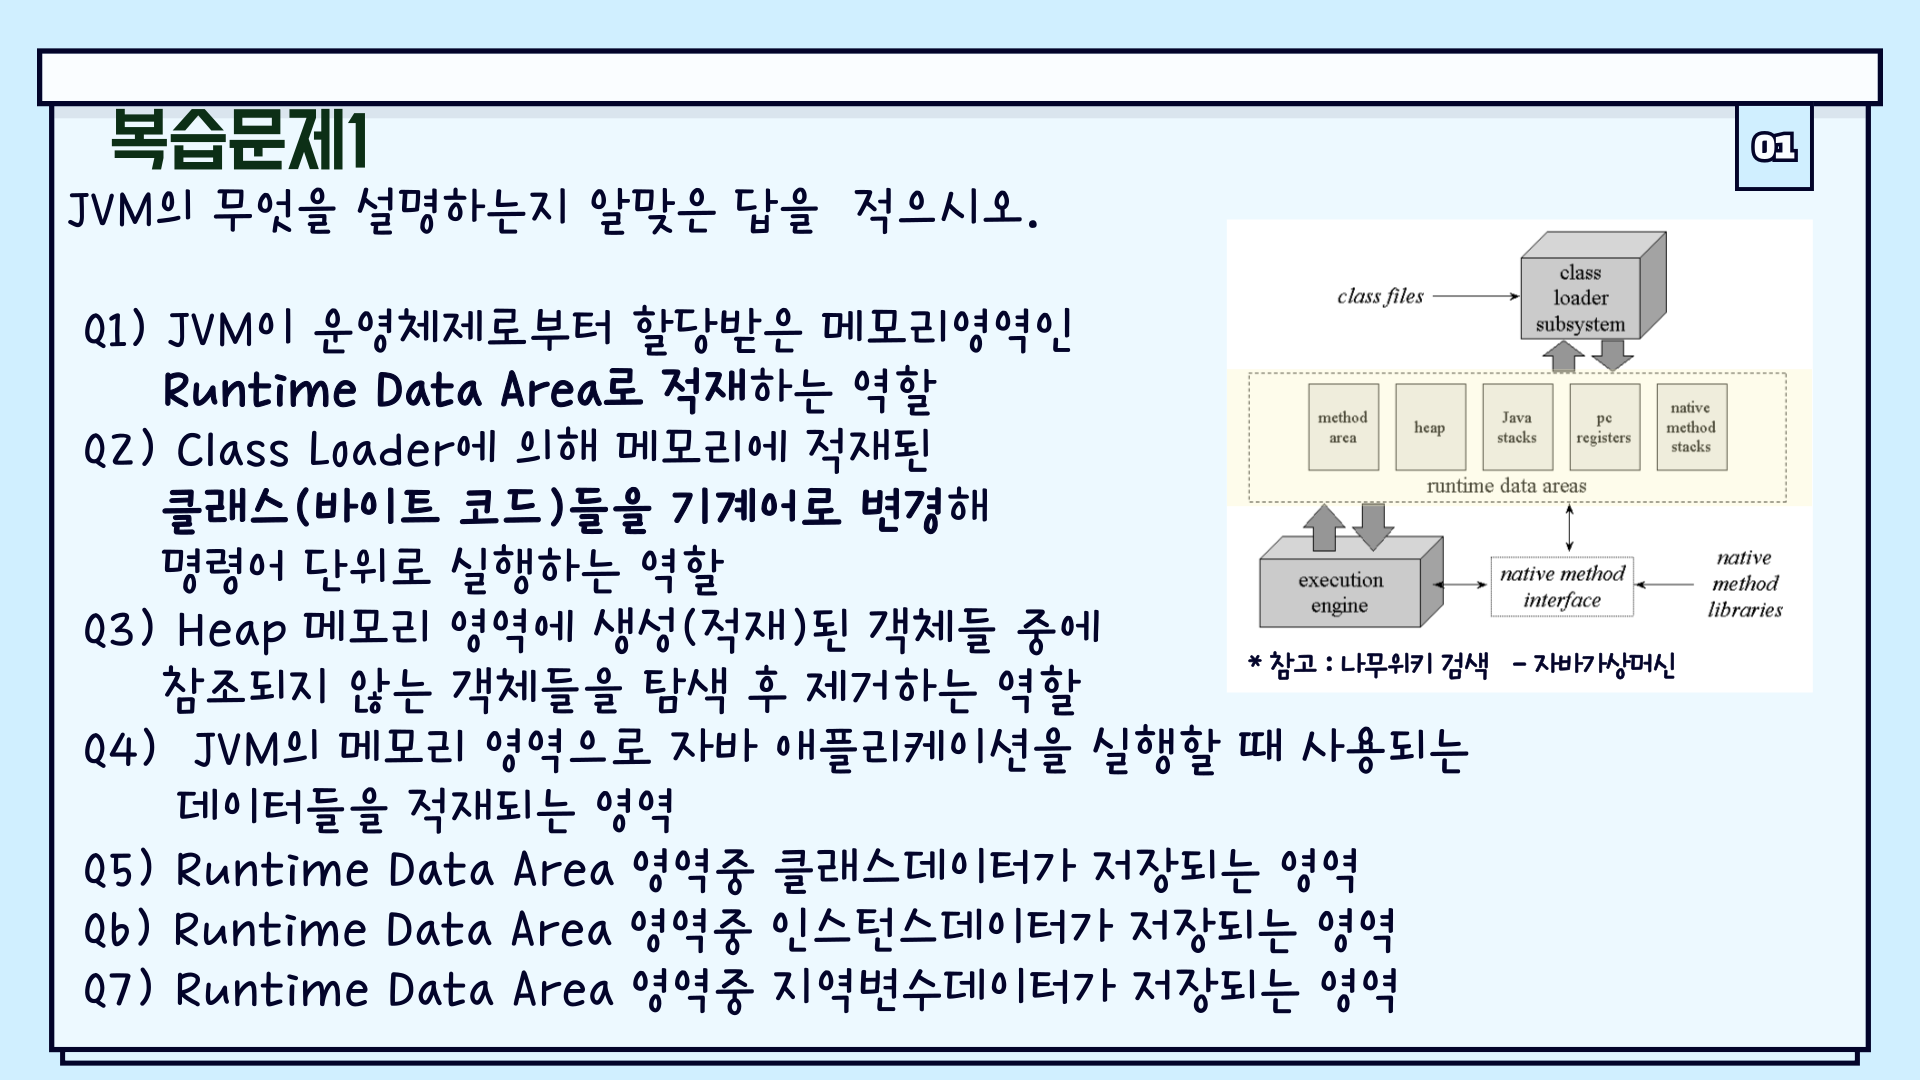 복습문제1
01
JVM의 무엇을 설명하는지 알맞은 답을 적으시오.
Q1) JVM이 운영체제로부터 할당받은 메모리영역인
Runtime Data Area로 적재하는 역할
Q2) Class Loader에 의해 메모리에 적재된
클래스(바이트 코드)들을 기계어로 변경해
명령어 단위로 실행하는 역할
Q3) Heap 메모리 영역에 생성(적재)된 객체들 중에
참조되지 않는 객체들을 탐색 후 제거하는 역할
Q4) JVM의 메모리 영역으로 자바 애플리케이션을 실행할 때 사용되는
데이터들을 적재되는 영역
Q5) Runtime Data Area 영역중 클래스데이터가 저장되는 영역
Q6) Runtime Data Area 영역중 인스턴스데이터가 저장되는 영역
Q7) Runtime Data Area 영역중 지역변수데이터가 저장되는 영역
class files
class
loader
subsystem
method
area
heap
Java
stacks
pc
registers
native
method
stacks
runtime data areas
execution
engine
native method
interface
native
method
libraries
* 참고 : 나무위키 검색 - 자바가상머신